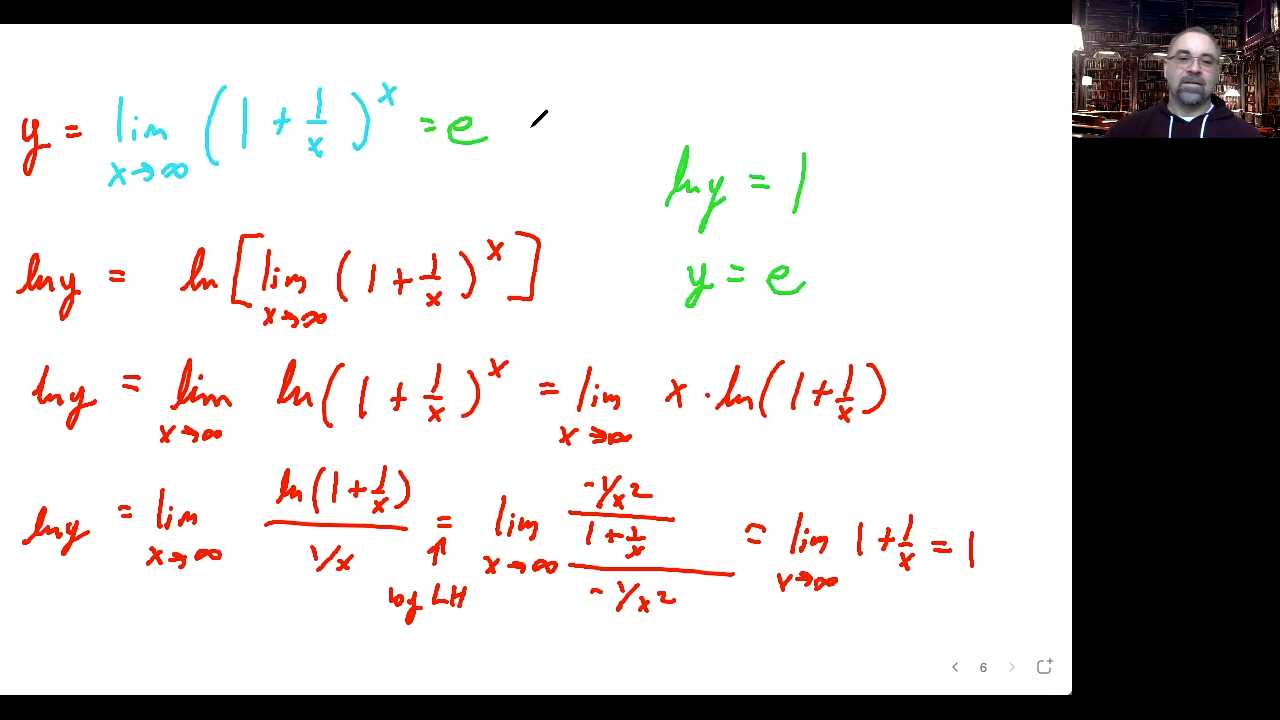 y = lim x→∞ (1 + 1/x)^x = e
ln y = 1
y = e
ln y = ln [lim x→∞ (1 + 1/x)^x]
ln y = lim x→∞ ln (1 + 1/x)^x = lim x→∞ x · ln (1 + 1/x)
ln y = lim x→∞ ln (1 + 1/x) / (1/x) = lim x→∞ ((-1/x²) / (1 + 1/x)) / (-1/x²) = lim x→∞ 1 + 1/x = 1
↑
by LH
< 6 >